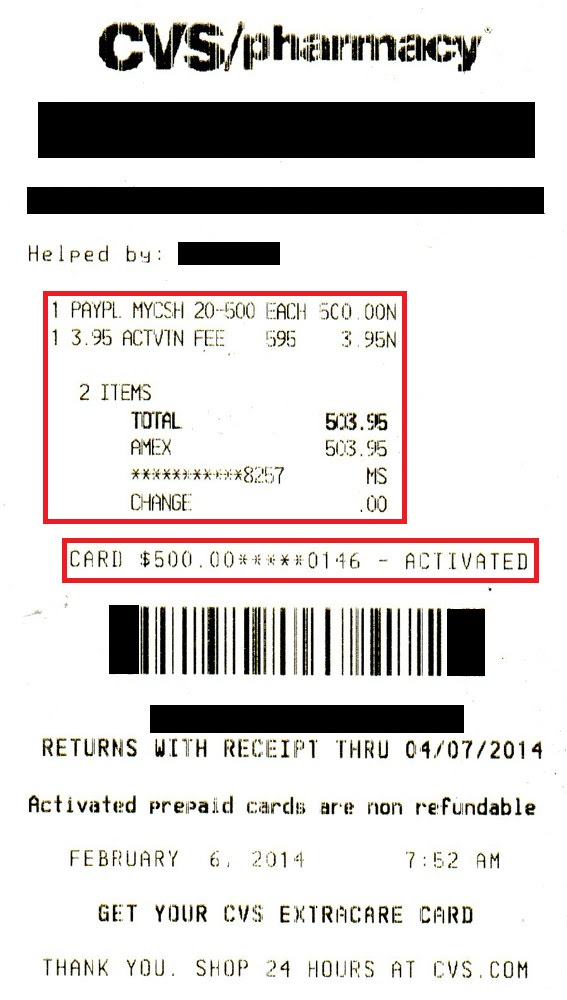 CVS/pharmacy
Helped by:
1 PAYPL MYCSH 20-500 EACH 500.00N
1 3.95 ACTVTN FEE 595 3.95N
2 ITEMS
TOTAL 503.95
AMEX 503.95
***********8257 MS
CHANGE .00
CARD $500.00*****0146 - ACTIVATED
RETURNS WITH RECEIPT THRU 04/07/2014
Activated prepaid cards are non refundable
FEBRUARY 6, 2014 7:52 AM
GET YOUR CVS EXTRACARE CARD
THANK YOU. SHOP 24 HOURS AT CVS.COM